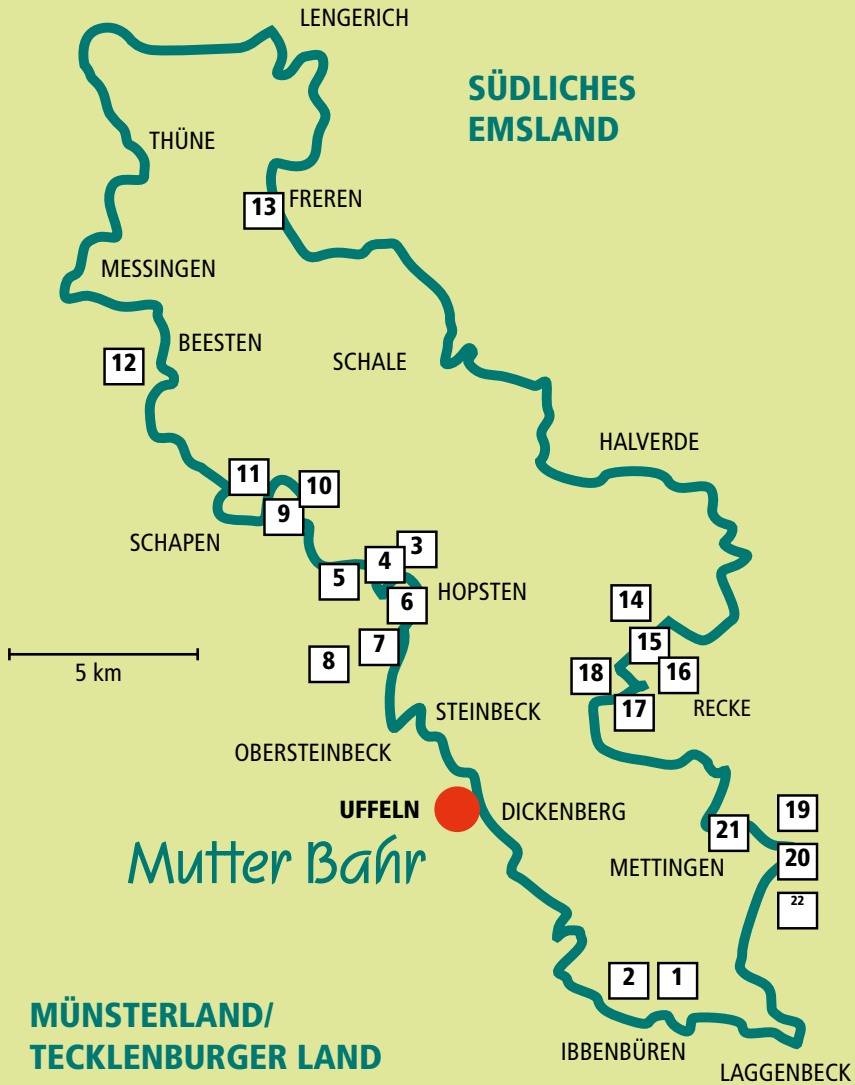 LENGERICH
SÜDLICHES
EMSLAND
THÜNE
13
FREREN
MESSINGEN
BEESTEN
12
SCHALE
HALVERDE
11
10
9
SCHAPEN
3
4
5
HOPSTEN
6
14
15
7
8
18
16
5 km
17
RECKE
STEINBECK
OBERSTEINBECK
UFFELN
DICKENBERG
19
21
Mutter Bahr
METTINGEN
20
22
2
1
MÜNSTERLAND/
TECKLENBURGER LAND
IBBENBÜREN
LAGGENBECK